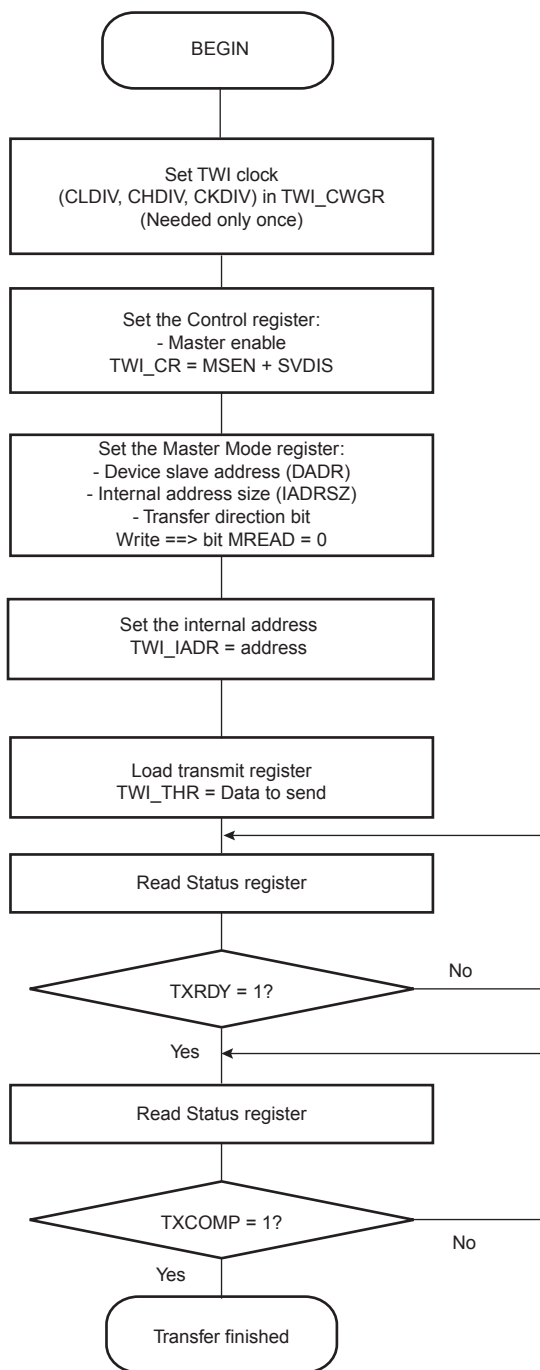 BEGIN
Set TWI clock
(CLDIV, CHDIV, CKDIV) in TWI_CWGR
(Needed only once)
Set the Control register:
- Master enable
TWI_CR = MSEN + SVDIS
Set the Master Mode register:
- Device slave address (DADR)
- Internal address size (IADRSZ)
- Transfer direction bit
Write ==> bit MREAD = 0
Set the internal address
TWI_IADR = address
Load transmit register
TWI_THR = Data to send
Read Status register
No
TXRDY = 1?
Yes
Read Status register
TXCOMP = 1?
No
Yes
Transfer finished